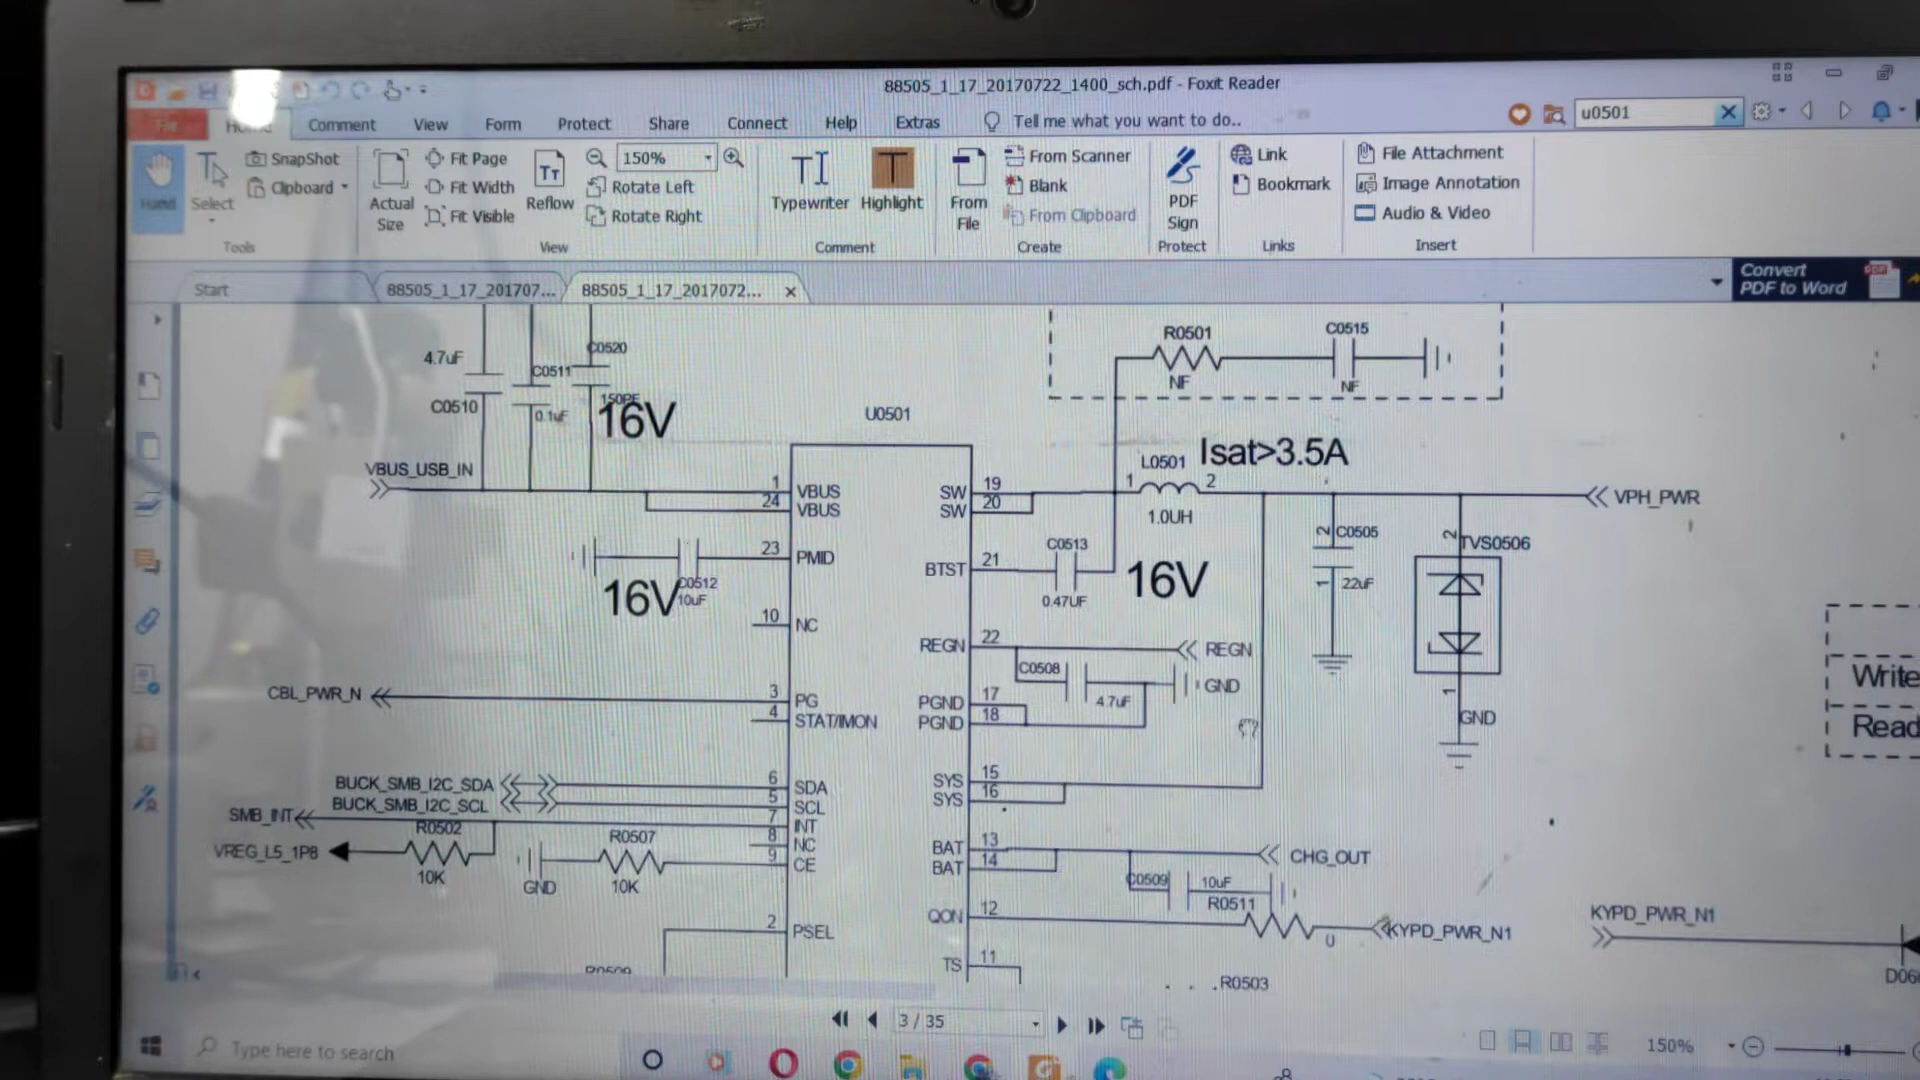 88505_1_17_20170722_1400_sch.pdf - Foxit Reader
u0501
File
Home
Comment
View
Form
Protect
Share
Connect
Help
Extras
Tell me what you want to do..
Hand
Select
SnapShot
Clipboard
Tools
Actual
Size
Fit Page
Fit Width
Fit Visible
Reflow
150%
Rotate Left
Rotate Right
View
Typewriter
Highlight
Comment
From
File
From Scanner
Blank
From Clipboard
Create
PDF
Sign
Protect
Link
Bookmark
Links
File Attachment
Image Annotation
Audio & Video
Insert
Start
88505_1_17_201707...
88505_1_17_2017072...
Convert
PDF to Word
4.7uF
C0510
C0511
0.1uF
C0520
150PF
16V
U0501
R0501
NF
C0515
NF
VBUS_USB_IN
1
VBUS
24
VBUS
23
PMID
C0512
10uF
16V
10
NC
CBL_PWR_N
3
PG
4
STAT/IMON
BUCK_SMB_I2C_SDA
6
SDA
BUCK_SMB_I2C_SCL
5
SCL
SMB_INT
7
INT
8
NC
9
CE
VREG_L5_1P8
R0502
10K
GND
R0507
10K
2
PSEL
SW
19
SW
20
1
L0501
2
1.0UH
Isat>3.5A
VPH_PWR
BTST
21
C0513
0.47UF
16V
2
C0505
1
22uF
2
TVS0506
1
GND
REGN
22
REGN
C0508
4.7uF
GND
PGND
17
PGND
18
SYS
15
SYS
16
BAT
13
BAT
14
CHG_OUT
C0509
10uF
QON
12
R0511
0
KYPD_PWR_N1
TS
11
R0503
KYPD_PWR_N1
Write
Read
3 / 35
150%
Type here to search